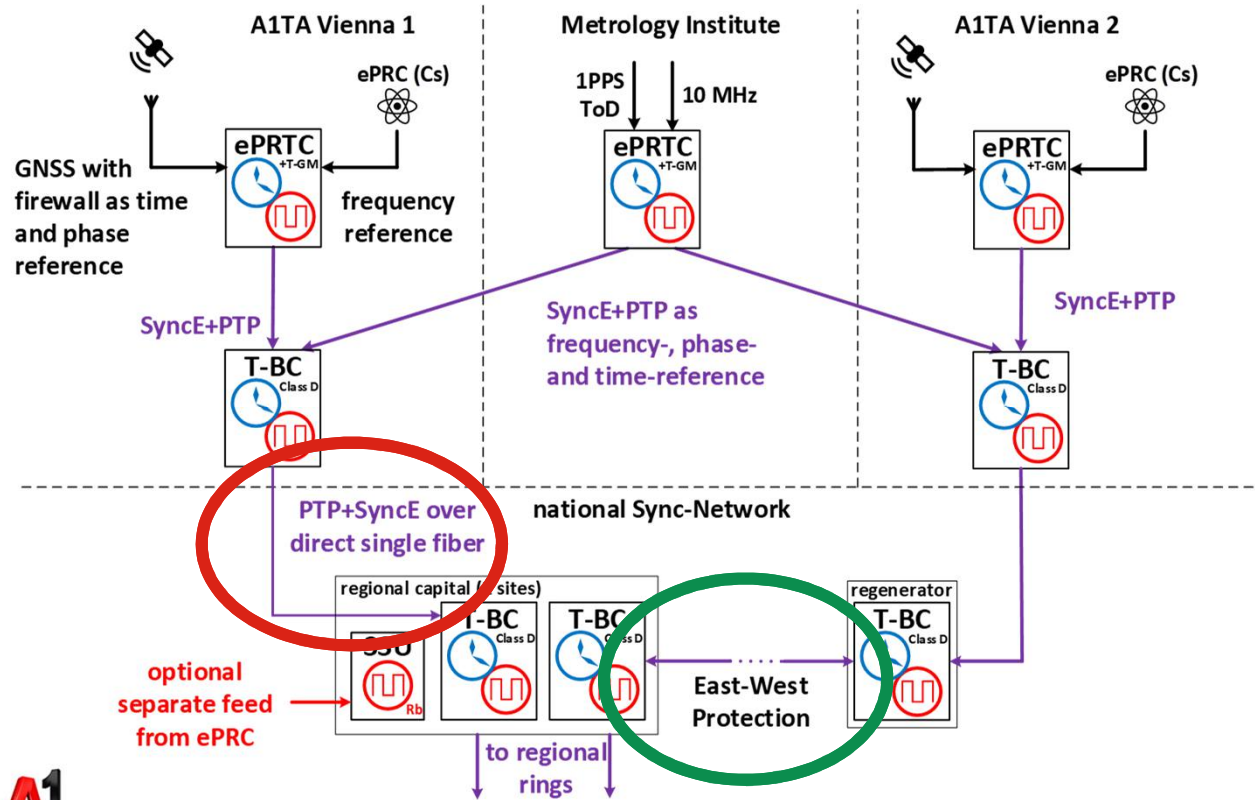 A1TA Vienna 1
Metrology Institute
A1TA Vienna 2
ePRC (Cs)
1PPS
ToD
10 MHz
ePRC (Cs)
ePRTC
+T-GM
ePRTC
+T-GM
ePRTC
+T-GM
GNSS with
firewall as time
and phase
reference
frequency
reference
SyncE+PTP
SyncE+PTP as
frequency-, phase-
and time-reference
SyncE+PTP
T-BC
Class D
T-BC
Class D
PTP+SyncE over
direct single fiber
national Sync-Network
regional capital ( sites)
regenerator
SSU
Rb
T-BC
Class D
T-BC
Class D
T-BC
Class D
optional
separate feed
from ePRC
East-West
Protection
to regional
rings
A1